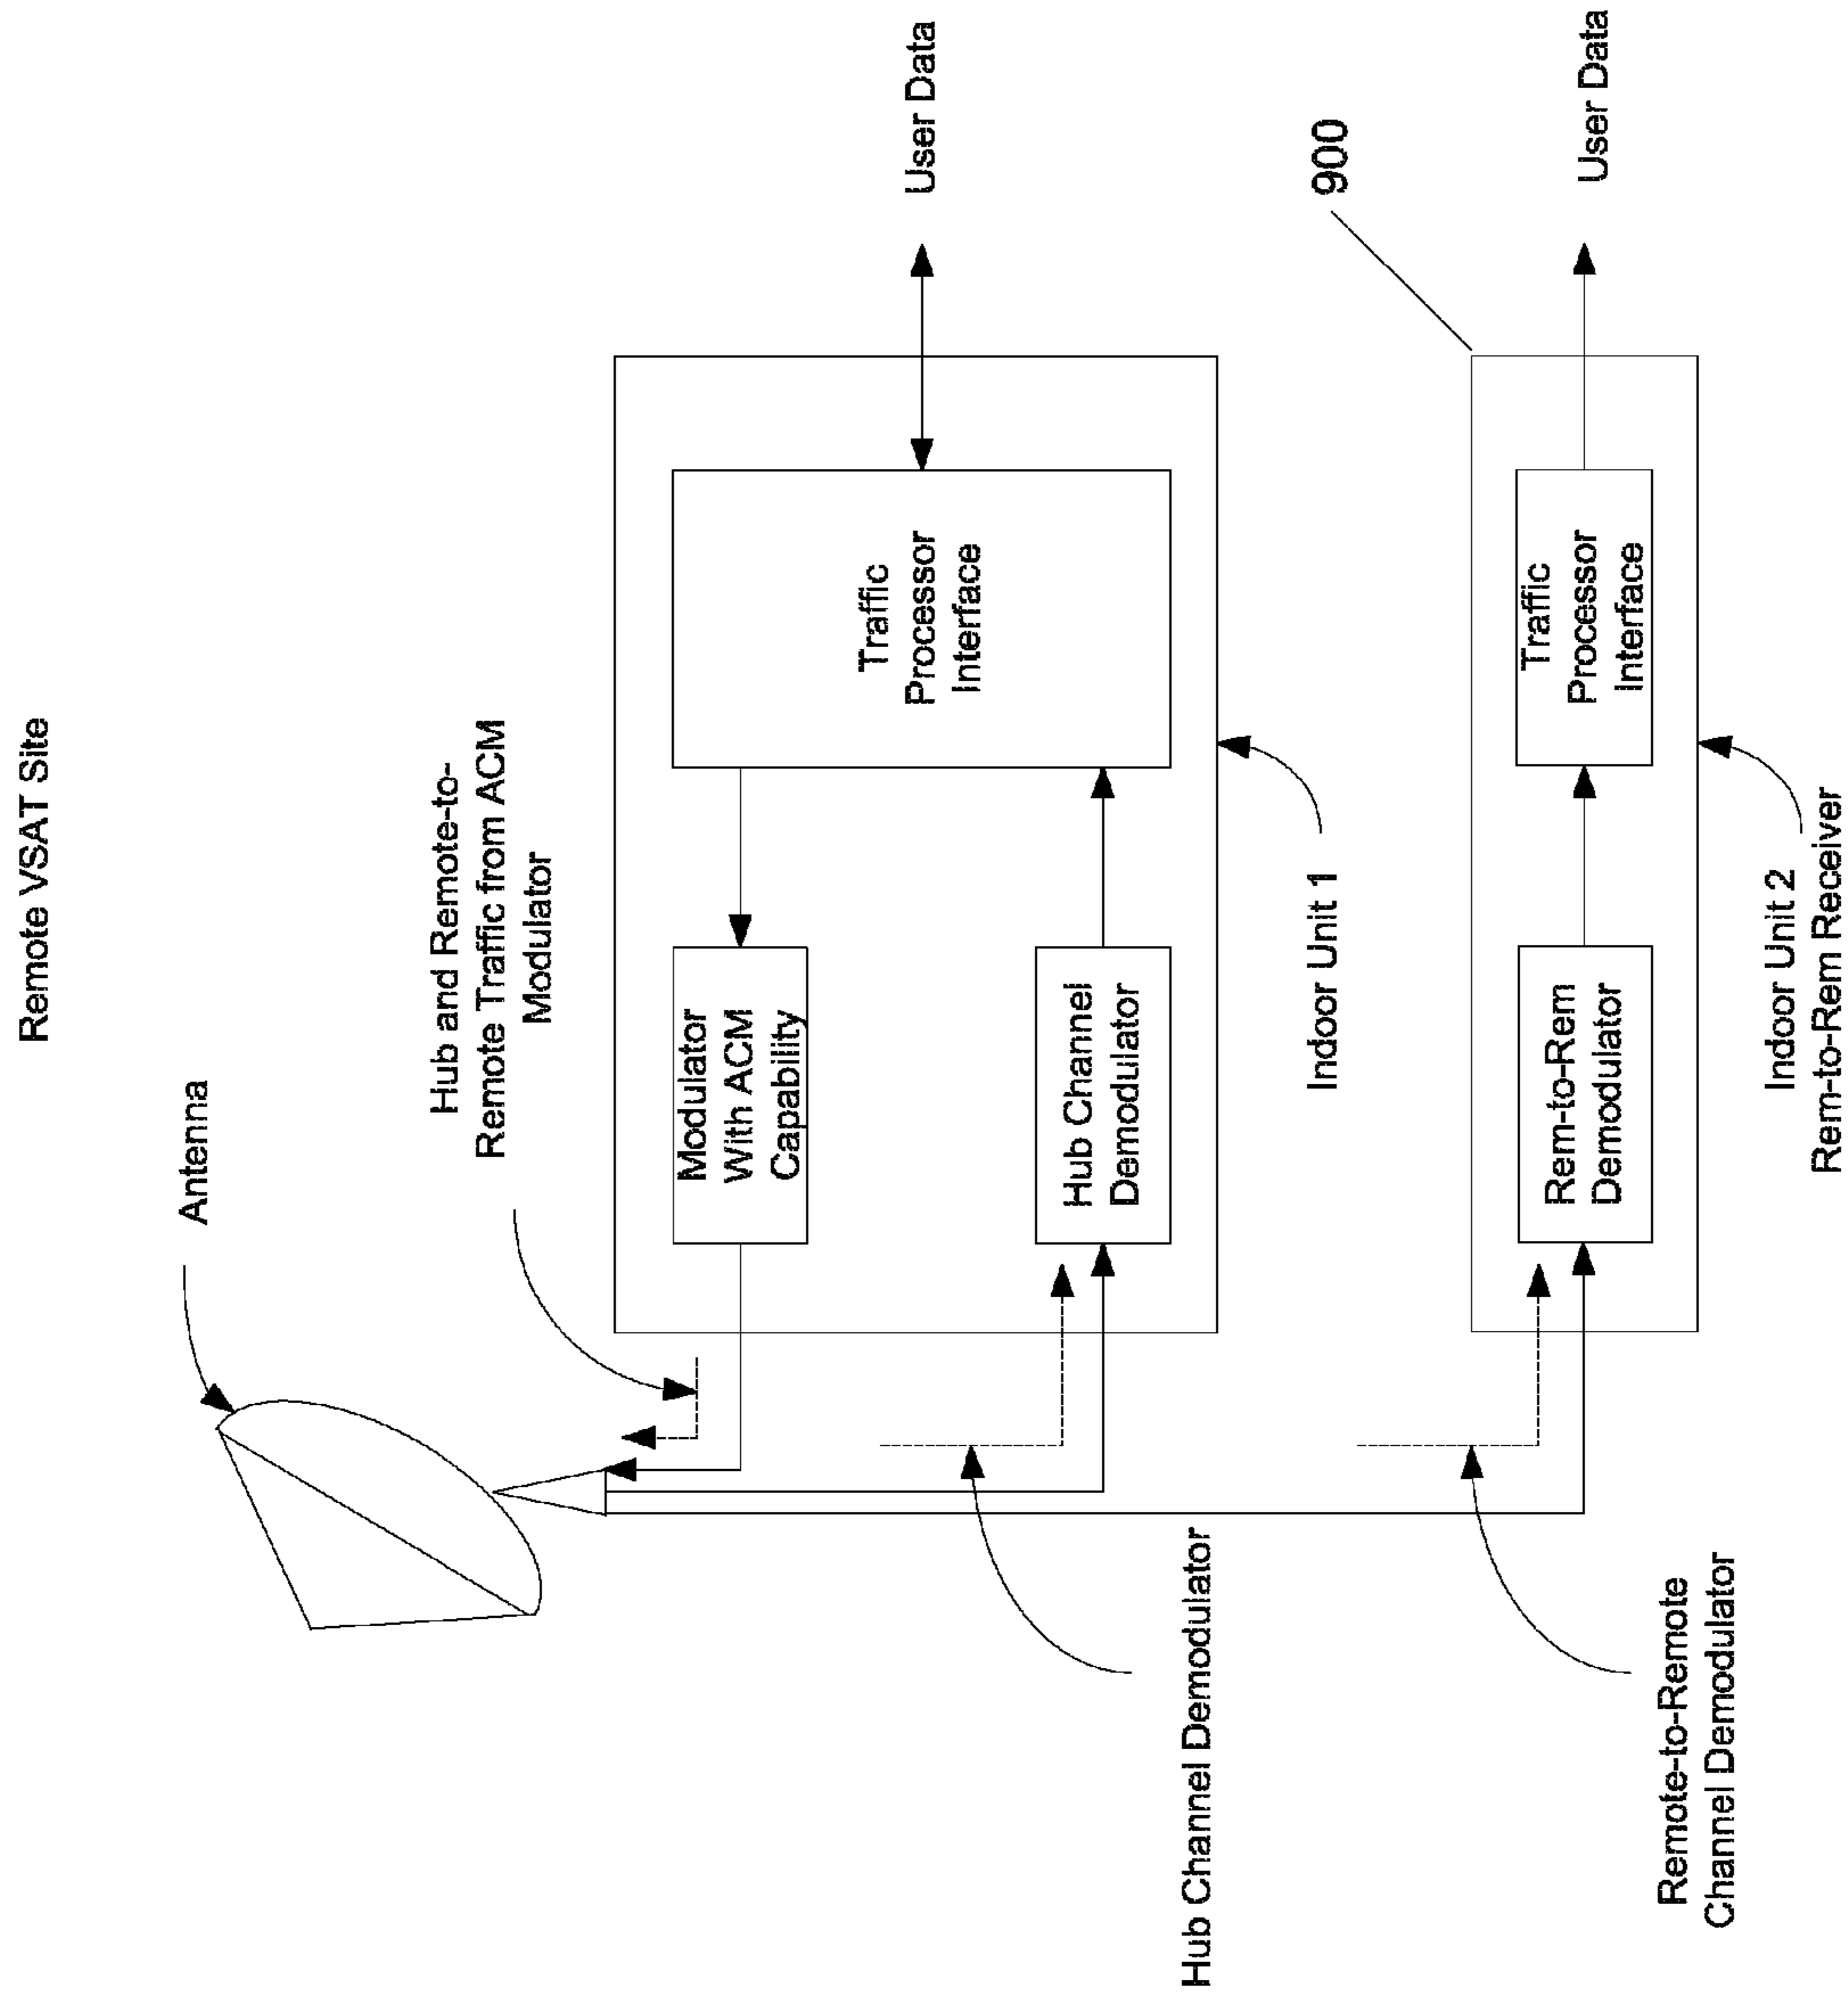 Remote VSAT Site
Antenna
Hub and Remote-to-
Remote Traffic from ACM
Modulator
Modulator
With ACM
Capability
Traffic
Processor
Interface
User Data
Hub Channel
Demodulator
Hub Channel Demodulator
Indoor Unit 1
900
Rem-to-Rem
Demodulator
Traffic
Processor
Interface
User Data
Remote-to-Remote
Channel Demodulator
Indoor Unit 2
Rem-to-Rem Receiver